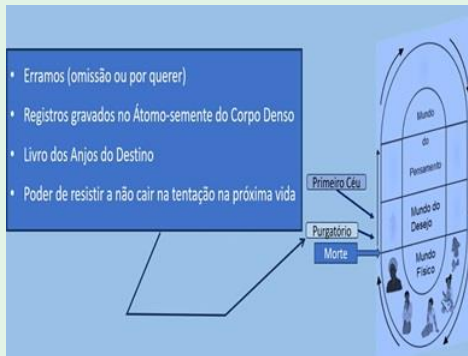 • Erramos (omissão ou por querer)
• Registros gravados no Átomo-semente do Corpo Denso
• Livro dos Anjos do Destino
• Poder de resistir a não cair na tentação na próxima vida
Primeiro Céu
Purgatório
Morte
Mundo
do
Pensamento
Mundo do
Desejo
Mundo
Físico